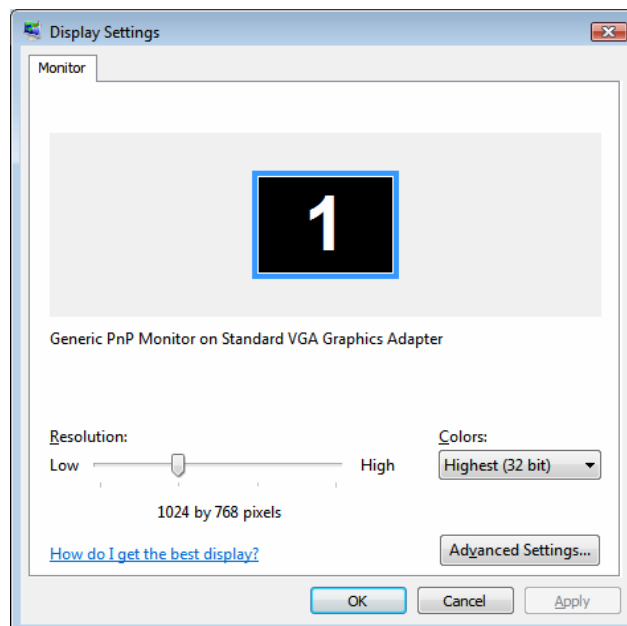 Display Settings
Monitor
1
Generic PnP Monitor on Standard VGA Graphics Adapter
Resolution:
Colors:
Low
High
Highest (32 bit)
1024 by 768 pixels
How do I get the best display?
Advanced Settings...
OK
Cancel
Apply